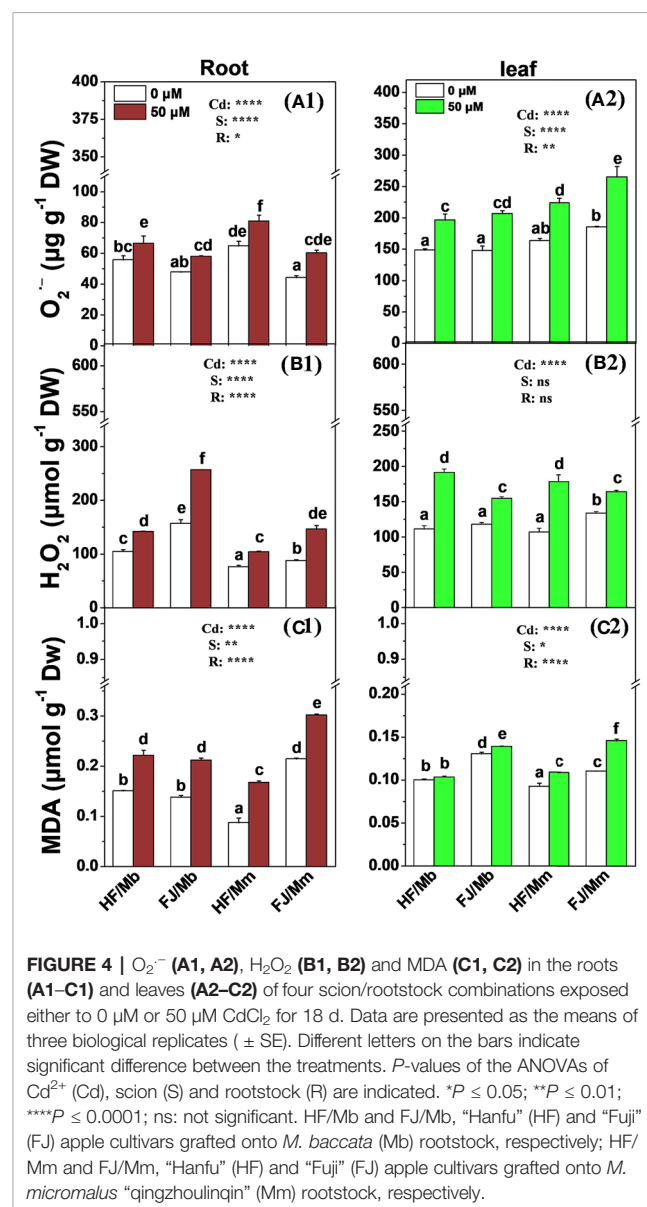 Root
leaf
0 µM
50 µM
Cd: ****
S: ****
R: *
(A1)
O2·− (µg g-1 DW)
400
375
350
325
100
80
60
40
20
0
bc e ab cd de f a cde
0 µM
50 µM
Cd: ****
S: ****
R: **
(A2)
400
350
300
250
200
150
100
50
0
a c a cd ab d b e
Cd: ****
S: ****
R: ****
(B1)
H2O2 (µmol g-1 DW)
600
550
250
150
100
50
0
c d e f a c b de
Cd: ****
S: ns
R: ns
(B2)
600
550
250
200
150
100
50
0
a d a c a d b c
Cd: ****
S: **
R: ****
(C1)
MDA (µmol g-1 Dw)
1.0
0.9
0.3
0.2
0.1
0.0
b d b d a c d e
HF/Mb FJ/Mb HF/Mm FJ/Mm
Cd: ****
S: *
R: ****
(C2)
1.0
0.9
0.20
0.15
0.10
0.05
0.00
b b d e a c c f
HF/Mb FJ/Mb HF/Mm FJ/Mm
FIGURE 4 | O2·− (A1, A2), H2O2 (B1, B2) and MDA (C1, C2) in the roots
(A1–C1) and leaves (A2–C2) of four scion/rootstock combinations exposed
either to 0 µM or 50 µM CdCl2 for 18 d. Data are presented as the means of
three biological replicates ( ± SE). Different letters on the bars indicate
significant difference between the treatments. P-values of the ANOVAs of
Cd2+ (Cd), scion (S) and rootstock (R) are indicated. *P ≤ 0.05; **P ≤ 0.01;
****P ≤ 0.0001; ns: not significant. HF/Mb and FJ/Mb, “Hanfu” (HF) and “Fuji”
(FJ) apple cultivars grafted onto M. baccata (Mb) rootstock, respectively; HF/
Mm and FJ/Mm, “Hanfu” (HF) and “Fuji” (FJ) apple cultivars grafted onto M.
micromalus “qingzhoulinqin” (Mm) rootstock, respectively.